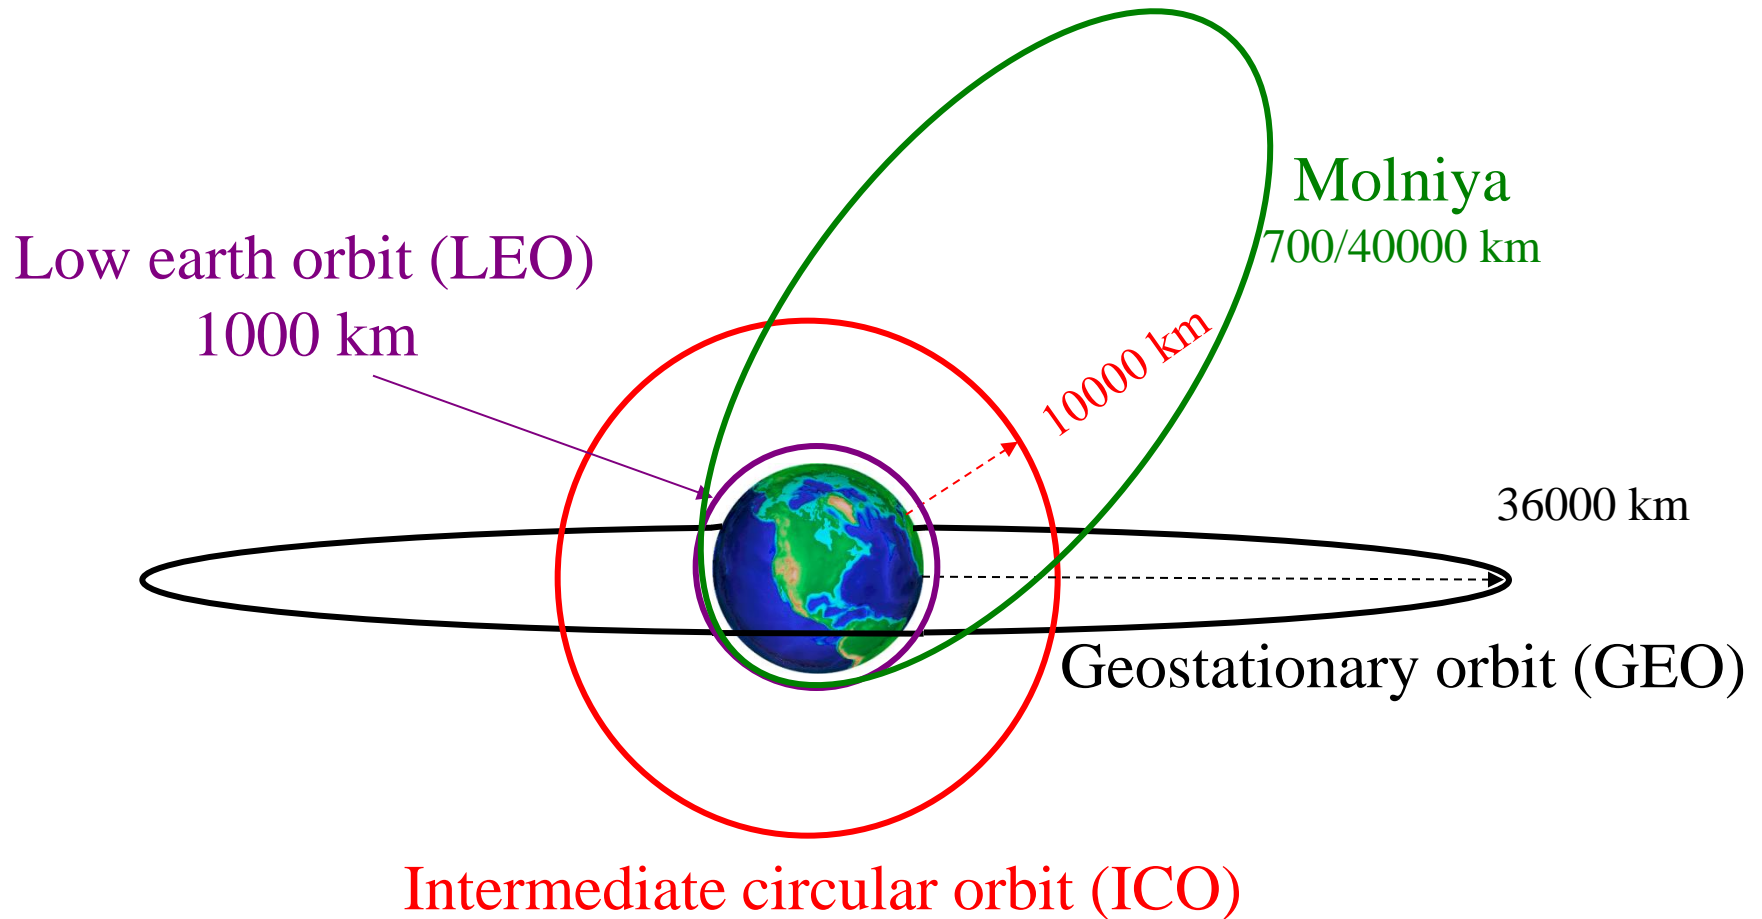 Molniya
700/40000 km
Low earth orbit (LEO)
1000 km
10000 km
36000 km
Geostationary orbit (GEO)
Intermediate circular orbit (ICO)